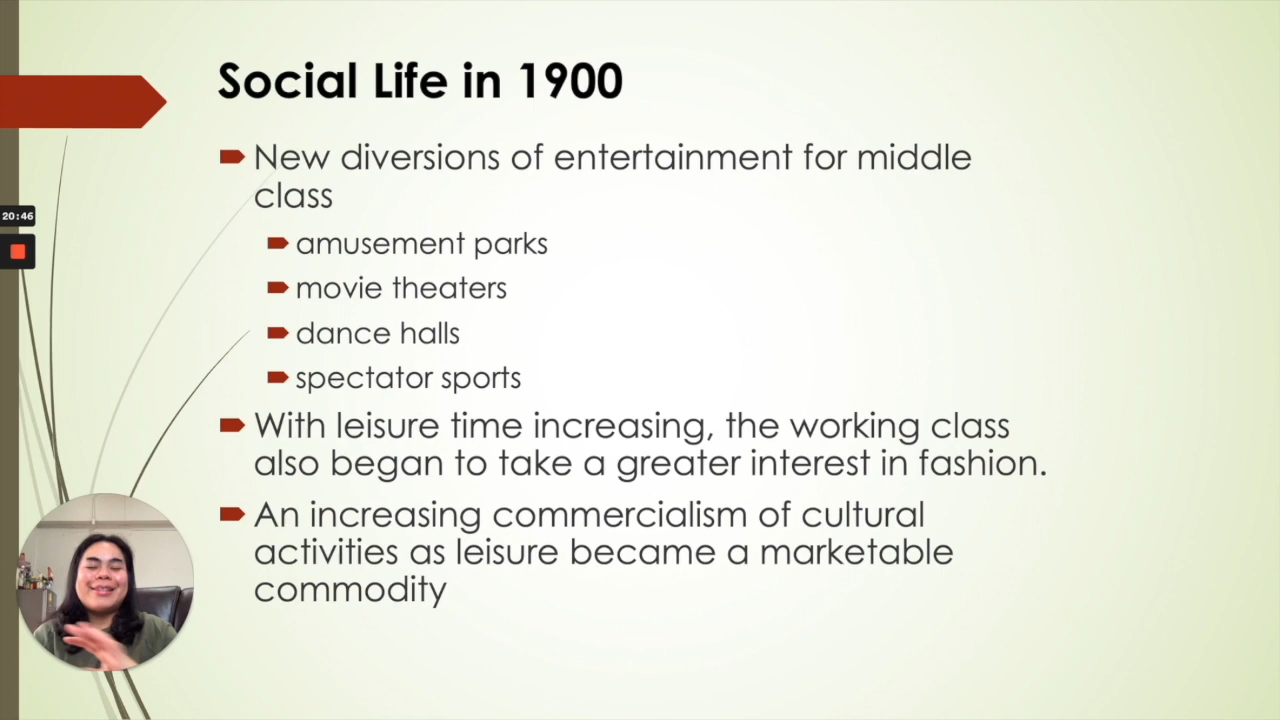 Social Life in 1900
New diversions of entertainment for middle
class
amusement parks
movie theaters
dance halls
spectator sports
With leisure time increasing, the working class
also began to take a greater interest in fashion.
An increasing commercialism of cultural
activities as leisure became a marketable
commodity
20:46